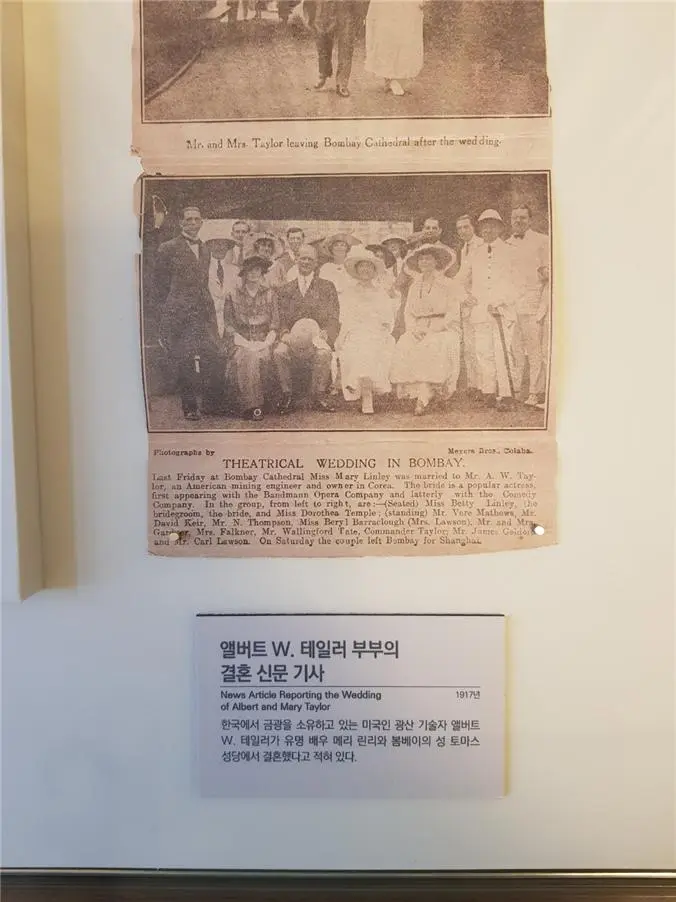 Mr. and Mrs. Taylor leaving Bombay Cathedral after the wedding.
Photographs by Meyers Bros., Colaba.
THEATRICAL WEDDING IN BOMBAY.
Last Friday at Bombay Cathedral Miss Mary Linley was married to Mr. A. W. Tay-
lor, an American mining engineer and owner in Corea. The bride is a popular actress,
first appearing with the Bandmann Opera Company and latterly with the Comedy
Company. In the group, from left to right, are:—(Seated) Miss Betty Linley, the
bridegroom, the bride, and Miss Dorothea Temple; (standing) Mr. Vere Mathews, Mr.
David Keir, Mr. N. Thompson, Miss Beryl Barraclough (Mrs. Lawson), Mr. and Mrs.
Mrs. Falkner, Mr. Wallingford Tate, Commander Taylor, Mr. James
and Mr. Carl Lawson. On Saturday the couple left Bombay for Shanghai.
앨버트 W. 테일러 부부의
결혼 신문 기사
News Article Reporting the Wedding 1917년
of Albert and Mary Taylor
한국에서 금광을 소유하고 있는 미국인 광산 기술자 앨버트
W. 테일러가 유명 배우 메리 린리와 봄베이의 성 토마스
성당에서 결혼했다고 적혀 있다.